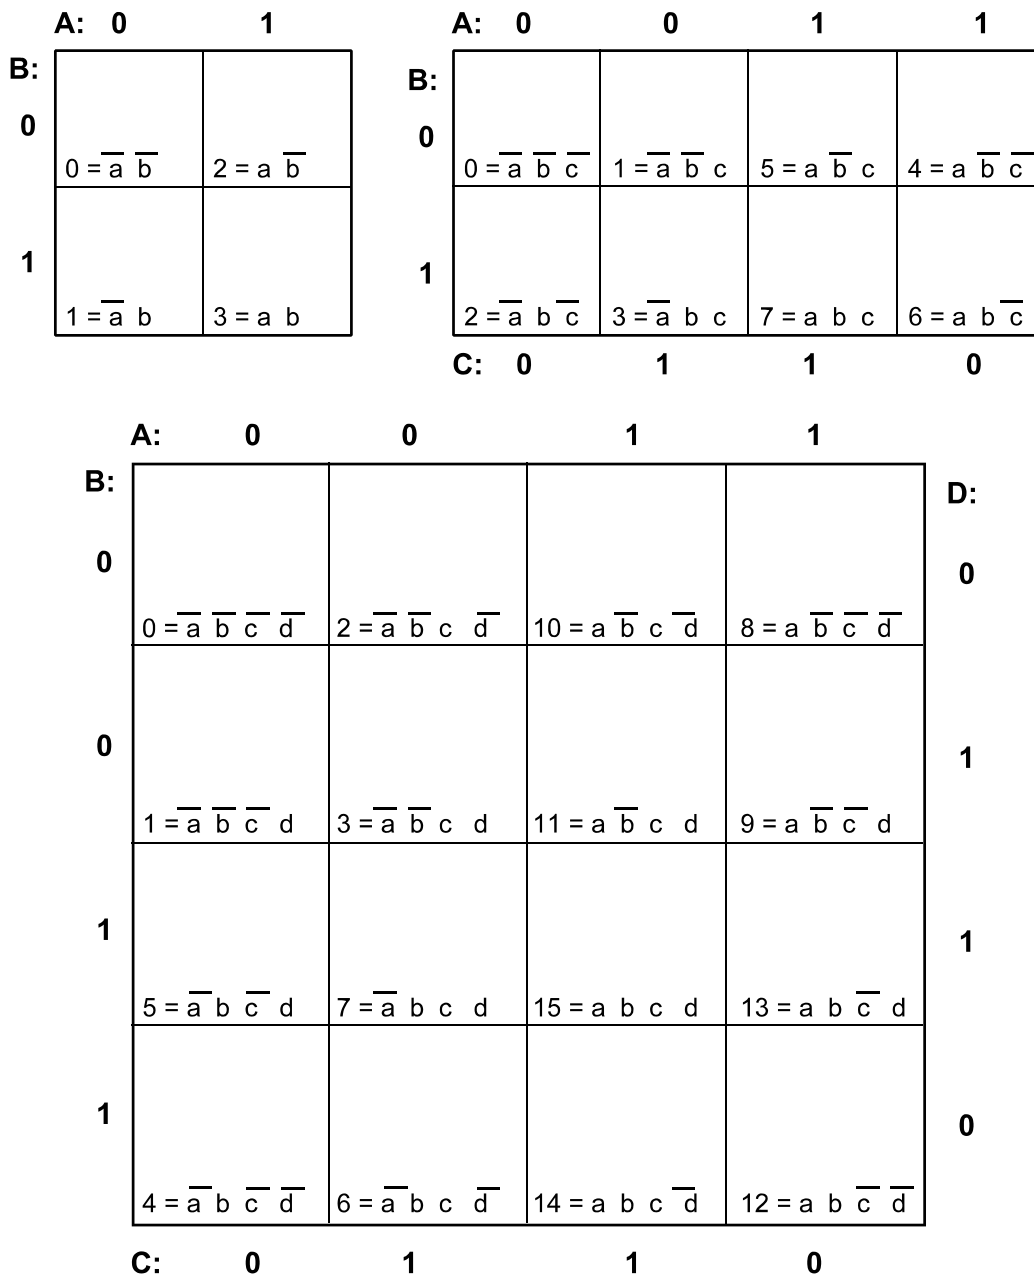 A: 0 1
B:
0
0 = a̅ b̅ 2 = a b̅
1
1 = a̅ b 3 = a b
A: 0 0 1 1
B:
0
0 = a̅ b̅ c̅ 1 = a̅ b̅ c 5 = a b̅ c 4 = a b̅ c̅
1
2 = a̅ b c̅ 3 = a̅ b c 7 = a b c 6 = a b c̅
C: 0 1 1 0
A: 0 0 1 1
B: D:
0 0
0 = a̅ b̅ c̅ d̅ 2 = a̅ b̅ c d̅ 10 = a b̅ c d̅ 8 = a b̅ c̅ d̅
0 1
1 = a̅ b̅ c̅ d 3 = a̅ b̅ c d 11 = a b̅ c d 9 = a b̅ c̅ d
1 1
5 = a̅ b c̅ d 7 = a̅ b c d 15 = a b c d 13 = a b c̅ d
1 0
4 = a̅ b c̅ d̅ 6 = a̅ b c d̅ 14 = a b c d̅ 12 = a b c̅ d̅
C: 0 1 1 0